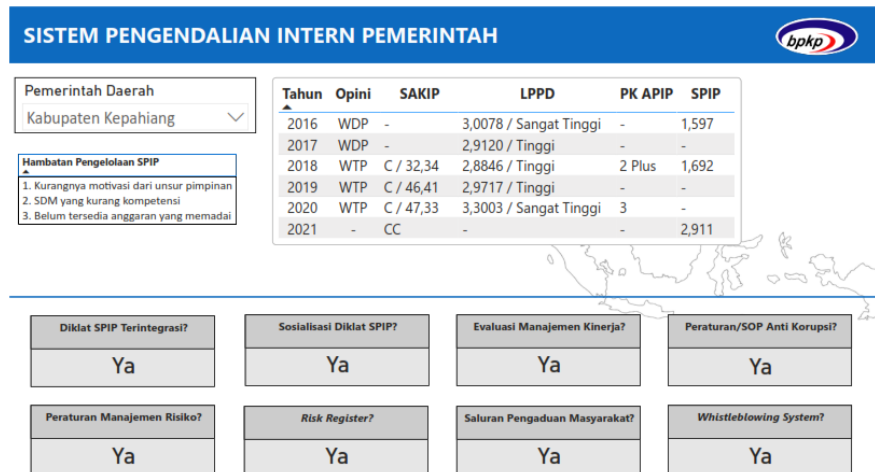 SISTEM PENGENDALIAN INTERN PEMERINTAH
bpkp
Pemerintah Daerah
Kabupaten Kepahiang
Hambatan Pengelolaan SPIP
1. Kurangnya motivasi dari unsur pimpinan
2. SDM yang kurang kompetensi
3. Belum tersedia anggaran yang memadai
Tahun Opini SAKIP LPPD PK APIP SPIP
2016 WDP - 3,0078 / Sangat Tinggi - 1,597
2017 WDP - 2,9120 / Tinggi - -
2018 WTP C / 32,34 2,8846 / Tinggi 2 Plus 1,692
2019 WTP C / 46,41 2,9717 / Tinggi - -
2020 WTP C / 47,33 3,3003 / Sangat Tinggi 3 -
2021 - CC - - 2,911
Diklat SPIP Terintegrasi? Sosialisasi Diklat SPIP? Evaluasi Manajemen Kinerja? Peraturan/SOP Anti Korupsi?
Ya Ya Ya Ya
Peraturan Manajemen Risiko? Risk Register? Saluran Pengaduan Masyarakat? Whistleblowing System?
Ya Ya Ya Ya